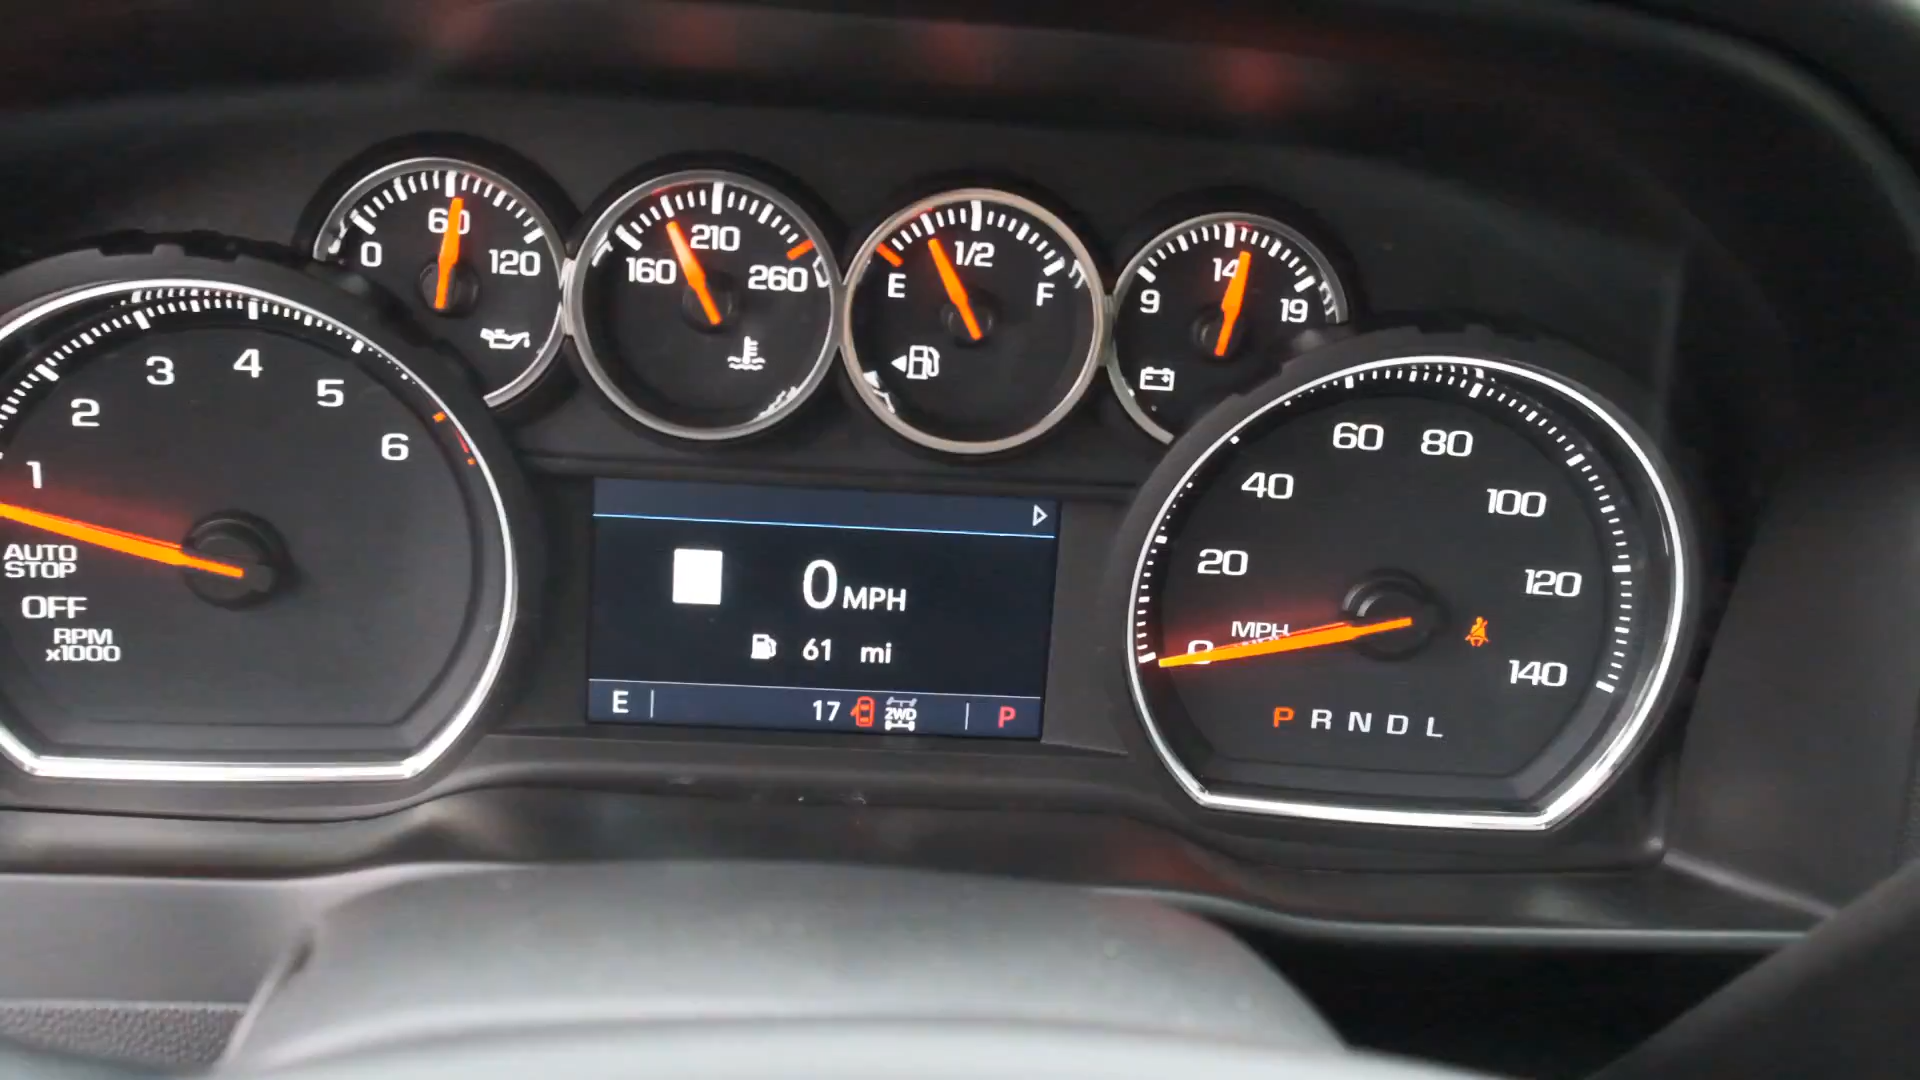 0 60 120
160 210 260
E 1/2 F
9 14 19
1 2 3 4 5 6
AUTO
STOP
OFF
RPM
x1000
0 MPH
61 mi
E 17 2WD P
0 20 40 60 80 100 120 140
MPH
P R N D L